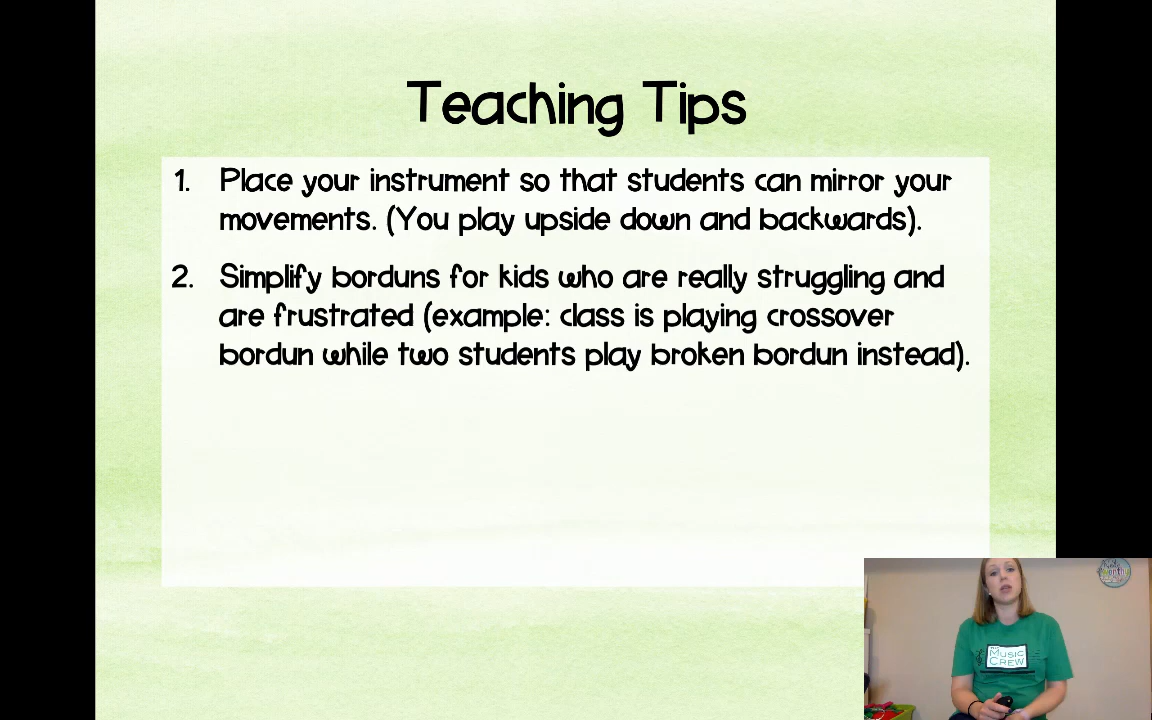 Teaching Tips
1. Place your instrument so that students can mirror your
movements. (You play upside down and backwards).
2. Simplify borduns for kids who are really struggling and
are frustrated (example: class is playing crossover
bordun while two students play broken bordun instead).
MUSIC
CREW